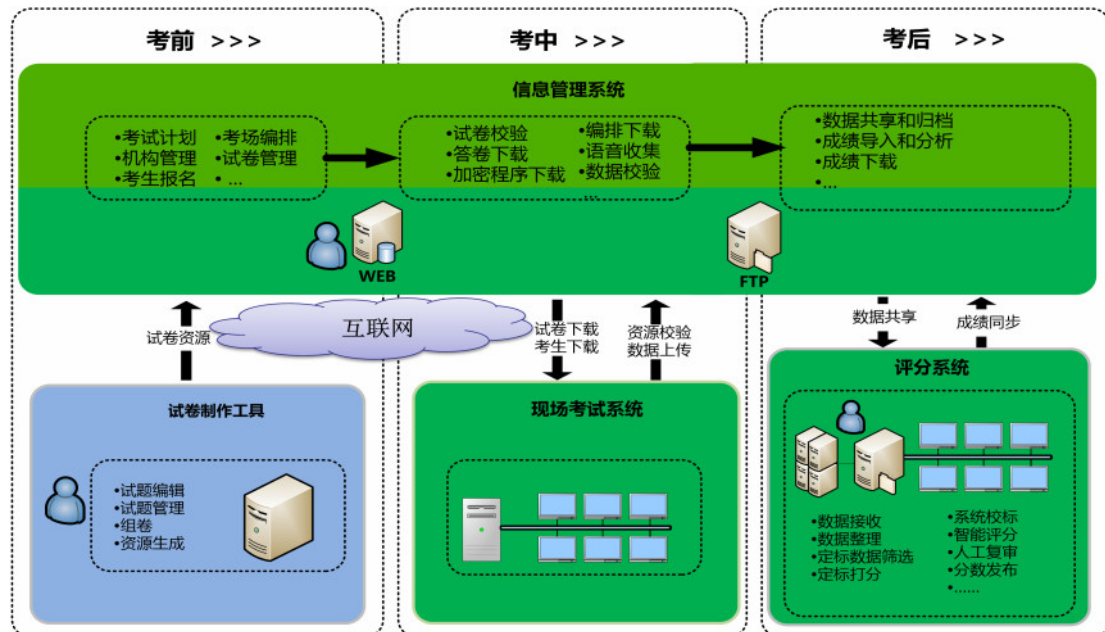 考前 >>>
考中 >>>
考后 >>>
信息管理系统
•考试计划
•机构管理
•考生报名
•考场编排
•试卷管理
• ...
•试卷校验
•答卷下载
•加密程序下载
•编排下载
•语音收集
•数据校验
...
•数据共享和归档
•成绩导入和分析
•成绩下载
•...
WEB
FTP
试卷资源
互联网
试卷下载
考生下载
资源校验
数据上传
数据共享
成绩同步
试卷制作工具
•试题编辑
•试题管理
•组卷
•资源生成
现场考试系统
评分系统
•数据接收
•数据整理
•定标数据筛选
•定标打分
•系统校标
•智能评分
•人工复审
•分数发布
•......